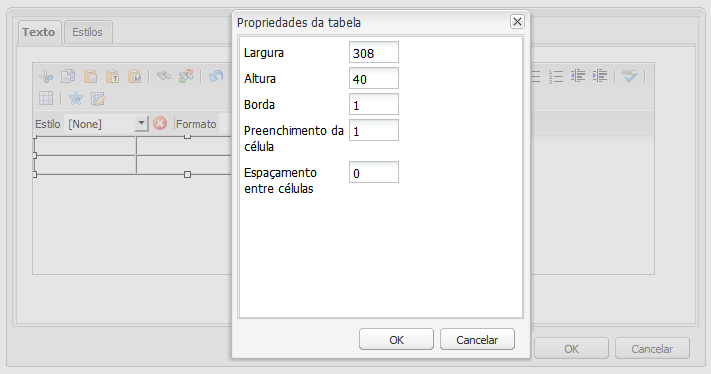 Propriedades da tabela
Texto
Estilos
Largura 308
Altura 40
Borda 1
Preenchimento da
célula
1
Espaçamento
entre células
0
Estilo [None] Formato
ABC
OK Cancelar
OK Cancelar